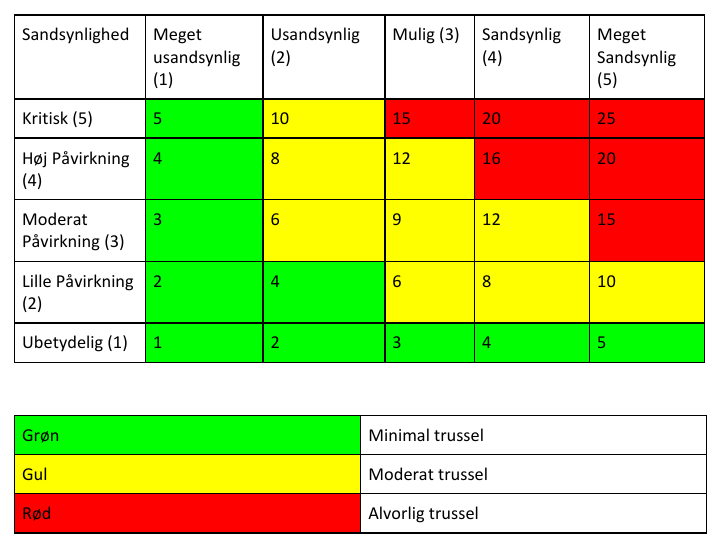 Sandsynlighed Meget usandsynlig (1) Usandsynlig (2) Mulig (3) Sandsynlig (4) Meget Sandsynlig (5)
Kritisk (5) 5 10 15 20 25
Høj Påvirkning (4) 4 8 12 16 20
Moderat Påvirkning (3) 3 6 9 12 15
Lille Påvirkning (2) 2 4 6 8 10
Ubetydelig (1) 1 2 3 4 5
Grøn Minimal trussel
Gul Moderat trussel
Rød Alvorlig trussel